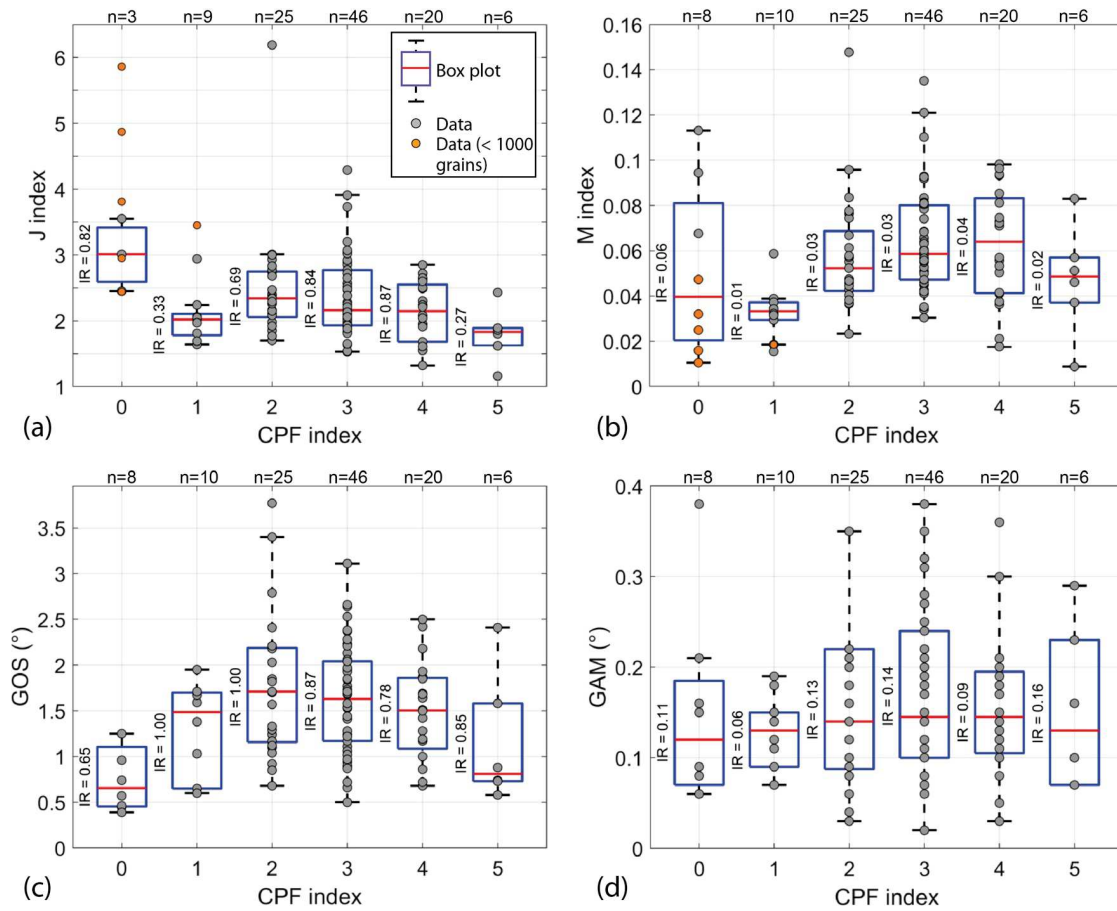 n=3 n=9 n=25 n=46 n=20 n=6
6
5
4
3
2
1
J index
IR = 0.82
IR = 0.33
IR = 0.69
IR = 0.84
IR = 0.87
IR = 0.27
Box plot
Data
Data (< 1000
grains)
0 1 2 3 4 5
(a)
CPF index
n=8 n=10 n=25 n=46 n=20 n=6
0.16
0.14
0.12
0.1
0.08
0.06
0.04
0.02
0
M index
IR = 0.06
IR = 0.01
IR = 0.03
IR = 0.03
IR = 0.04
IR = 0.02
0 1 2 3 4 5
(b)
CPF index
n=8 n=10 n=25 n=46 n=20 n=6
3.5
3
2.5
2
1.5
1
0.5
0
GOS (°)
IR = 0.65
IR = 1.00
IR = 1.00
IR = 0.87
IR = 0.78
IR = 0.85
0 1 2 3 4 5
(c)
CPF index
n=8 n=10 n=25 n=46 n=20 n=6
0.4
0.3
0.2
0.1
0
GAM (°)
IR = 0.11
IR = 0.06
IR = 0.13
IR = 0.14
IR = 0.09
IR = 0.16
0 1 2 3 4 5
(d)
CPF index